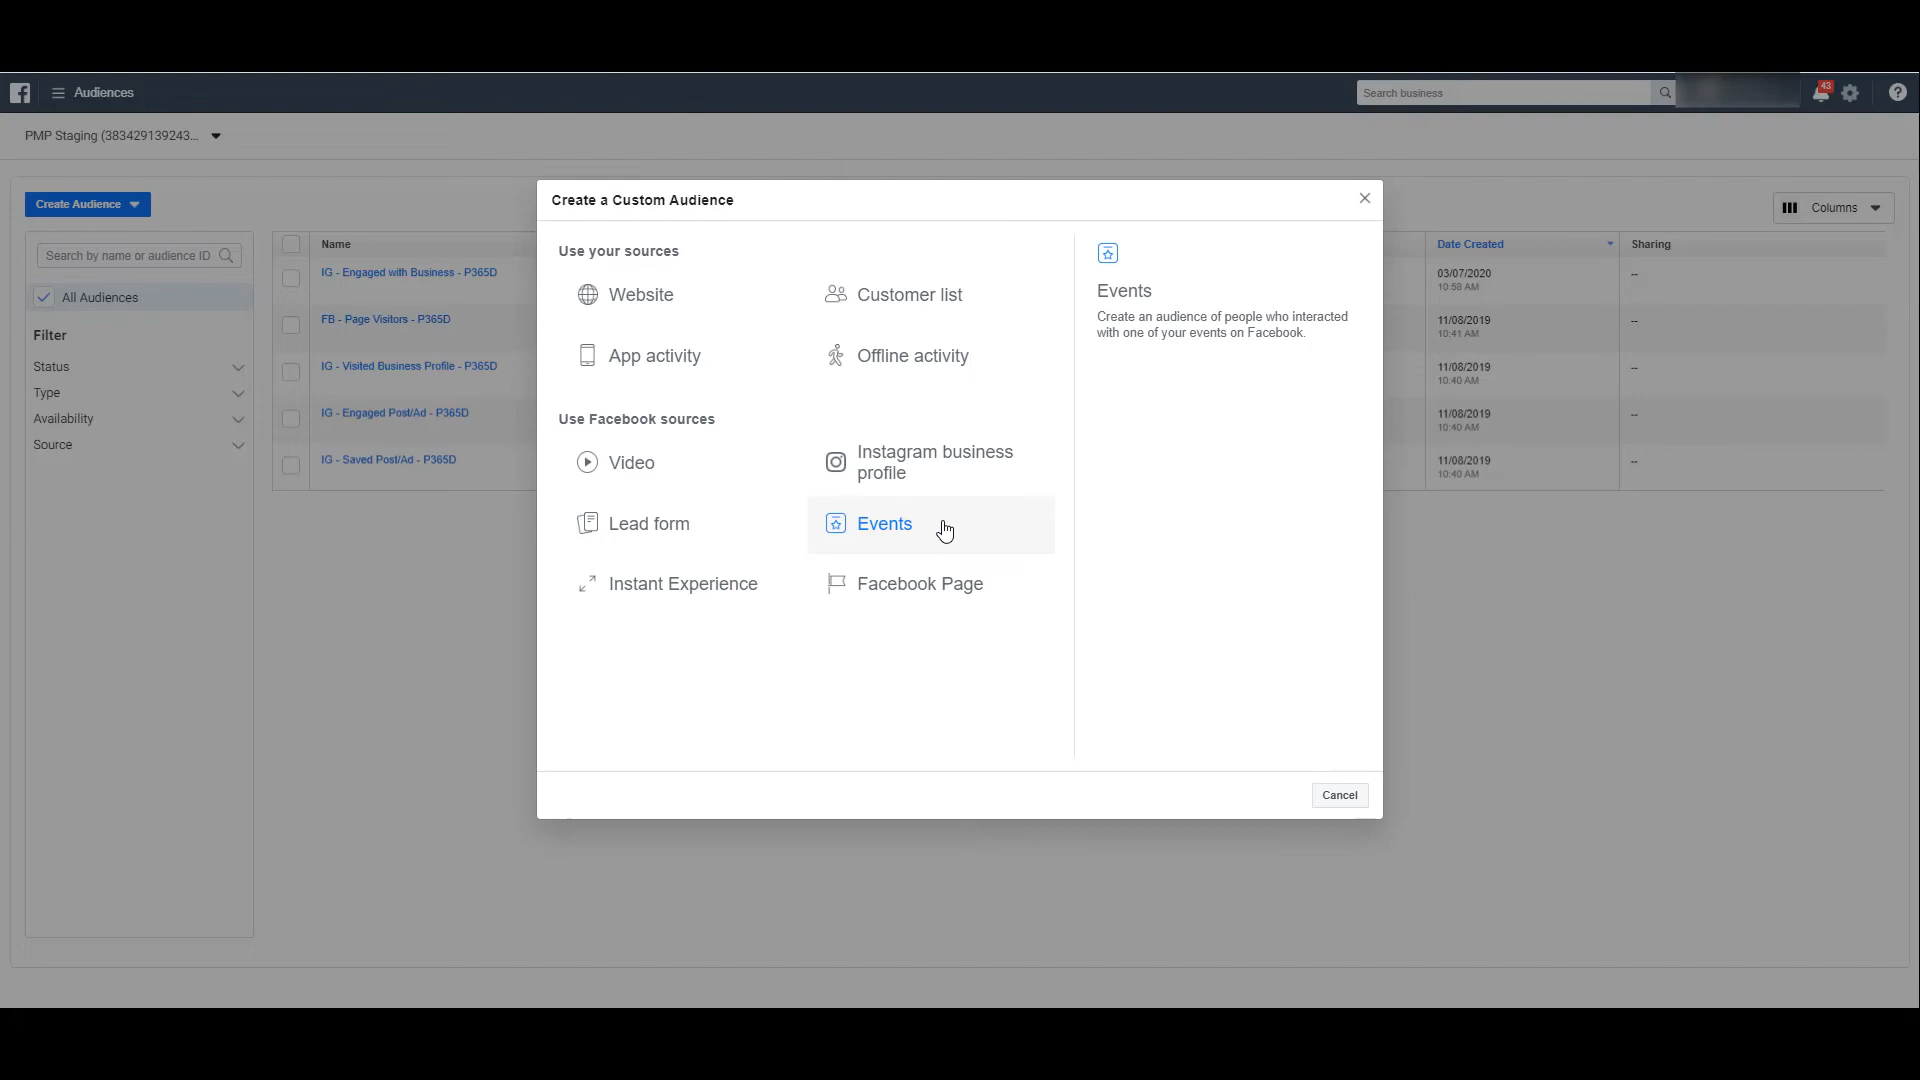 Audiences
Search business
43
PMP Staging (383429139243...
Create Audience
Columns
Search by name or audience ID
All Audiences
Filter
Status
Type
Availability
Source
Name
Date Created
Sharing
IG - Engaged with Business - P365D
03/07/2020
10:58 AM
--
FB - Page Visitors - P365D
11/08/2019
10:41 AM
--
IG - Visited Business Profile - P365D
11/08/2019
10:40 AM
--
IG - Engaged Post/Ad - P365D
11/08/2019
10:40 AM
--
IG - Saved Post/Ad - P365D
11/08/2019
10:40 AM
--
Create a Custom Audience
Use your sources
Website
Customer list
App activity
Offline activity
Use Facebook sources
Video
Instagram business
profile
Lead form
Events
Instant Experience
Facebook Page
Events
Create an audience of people who interacted
with one of your events on Facebook.
Cancel